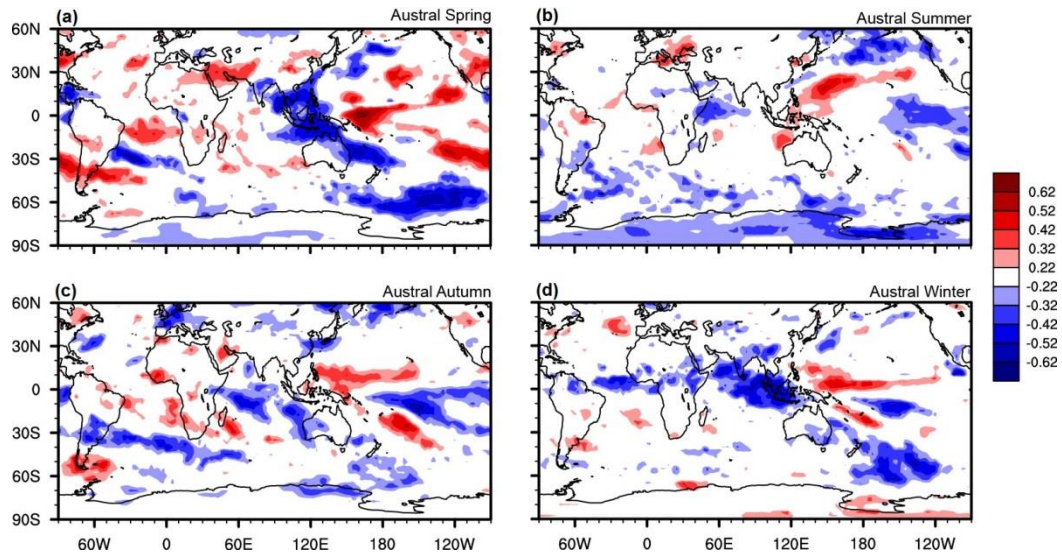 (a) Austral Spring
(b) Austral Summer
60N
30N
0
30S
60S
90S
(c) Austral Autumn
(d) Austral Winter
60N
30N
0
30S
60S
90S
60W 0 60E 120E 180 120W
60W 0 60E 120E 180 120W
0.62
0.52
0.42
0.32
0.22
-0.22
-0.32
-0.42
-0.52
-0.62